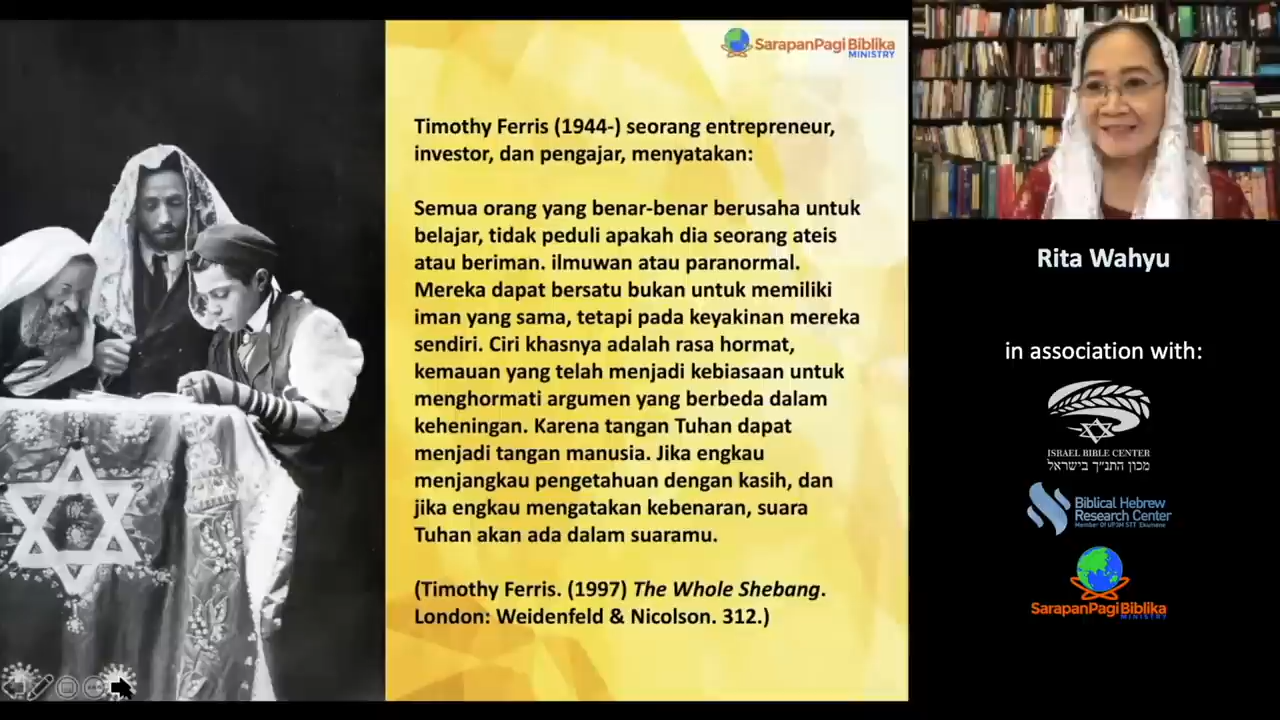 SarapanPagi Biblika
MINISTRY
Timothy Ferris (1944-) seorang entrepreneur,
investor, dan pengajar, menyatakan:
Semua orang yang benar-benar berusaha untuk
belajar, tidak peduli apakah dia seorang ateis
atau beriman. ilmuwan atau paranormal.
Mereka dapat bersatu bukan untuk memiliki
iman yang sama, tetapi pada keyakinan mereka
sendiri. Ciri khasnya adalah rasa hormat,
kemauan yang telah menjadi kebiasaan untuk
menghormati argumen yang berbeda dalam
keheningan. Karena tangan Tuhan dapat
menjadi tangan manusia. Jika engkau
menjangkau pengetahuan dengan kasih, dan
jika engkau mengatakan kebenaran, suara
Tuhan akan ada dalam suaramu.
(Timothy Ferris. (1997) The Whole Shebang.
London: Weidenfeld & Nicolson. 312.)
Rita Wahyu
in association with:
ISRAEL BIBLE CENTER
מכון התנ״ך בישראל
Biblical Hebrew
Research Center
Member Of UP3M STT Ekumene
SarapanPagi Biblika
MINISTRY